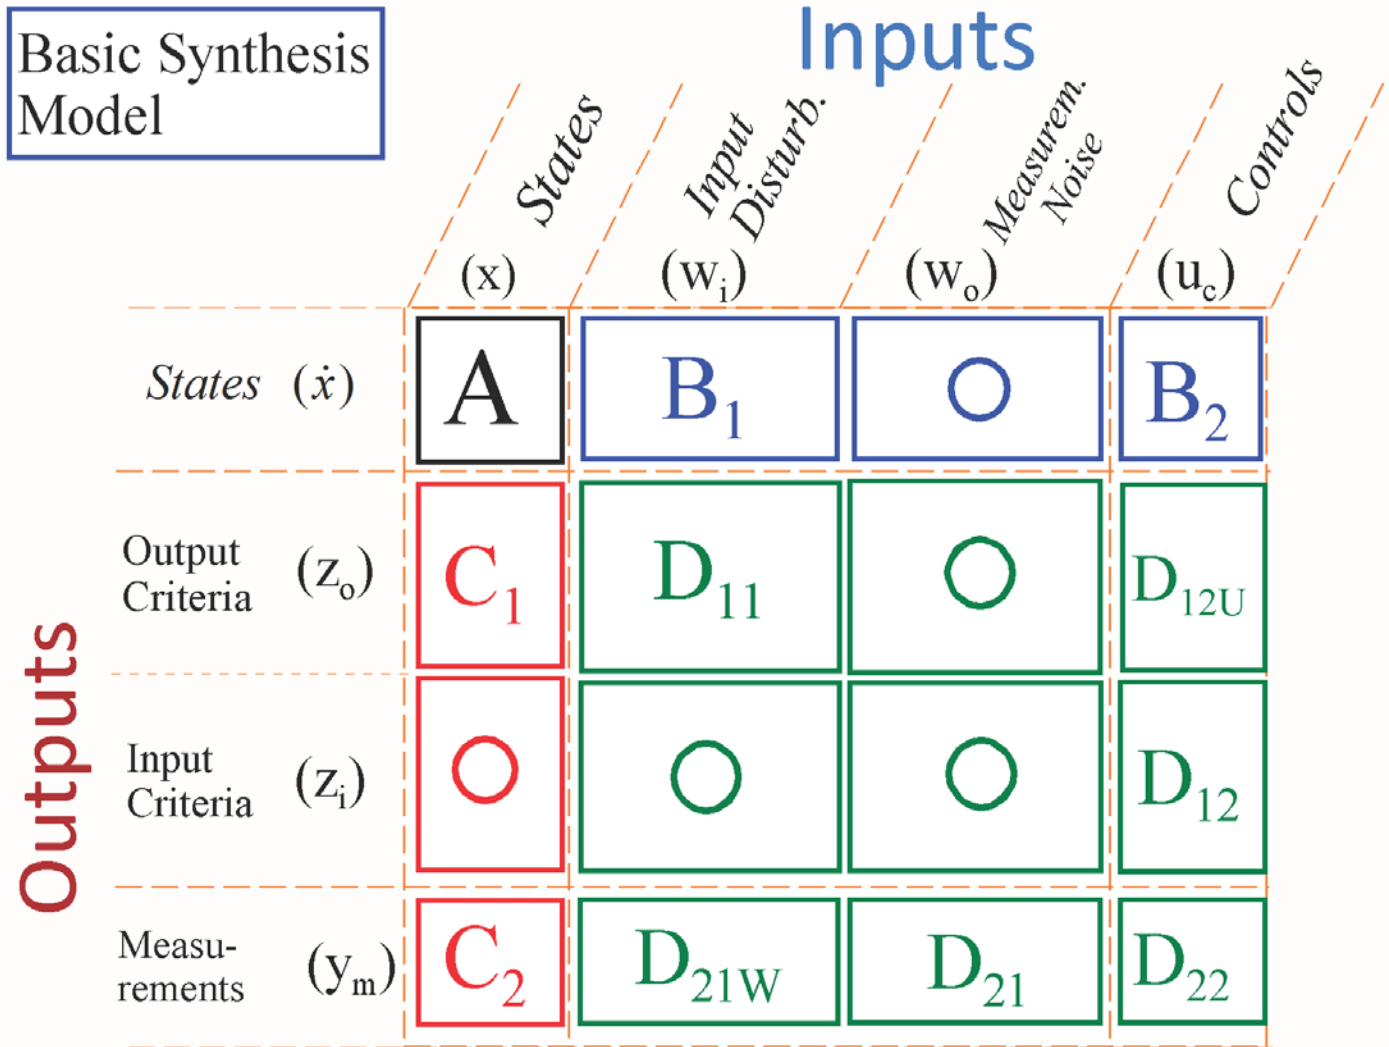 Basic Synthesis
Model
Inputs
States
Input
Disturb.
Measurem.
Noise
Controls
(x)
(wᵢ)
(wₒ)
(u꜀)
States (ẋ)
A
B₁
O
B₂
Output
Criteria
(zₒ)
C₁
D₁₁
O
D₁₂U
Outputs
Input
Criteria
(zᵢ)
O
O
O
D₁₂
Measu-
rements
(yₘ)
C₂
D₂₁W
D₂₁
D₂₂